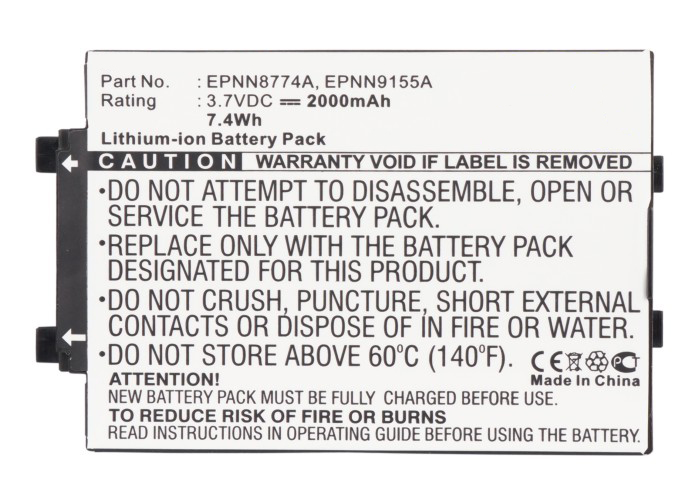 Part No. : EPNN8774A, EPNN9155A
Rating : 3.7VDC ⎓ 2000mAh
7.4Wh
Lithium-ion Battery Pack
CAUTION WARRANTY VOID IF LABEL IS REMOVED
•DO NOT ATTEMPT TO DISASSEMBLE, OPEN OR
SERVICE THE BATTERY PACK.
•REPLACE ONLY WITH THE BATTERY PACK
DESIGNATED FOR THIS PRODUCT.
•DO NOT CRUSH, PUNCTURE, SHORT EXTERNAL
CONTACTS OR DISPOSE OF IN FIRE OR WATER.
•DO NOT STORE ABOVE 60°C (140°F).
CE
Made In China
ATTENTION!
NEW BATTERY PACK MUST BE FULLY CHARGED BEFORE USED.
TO REDUCE RISK OF FIRE OR BURNS
READ INSTRUCTIONS IN OPERATING GUIDE BEFORE USING THE BATTERY.